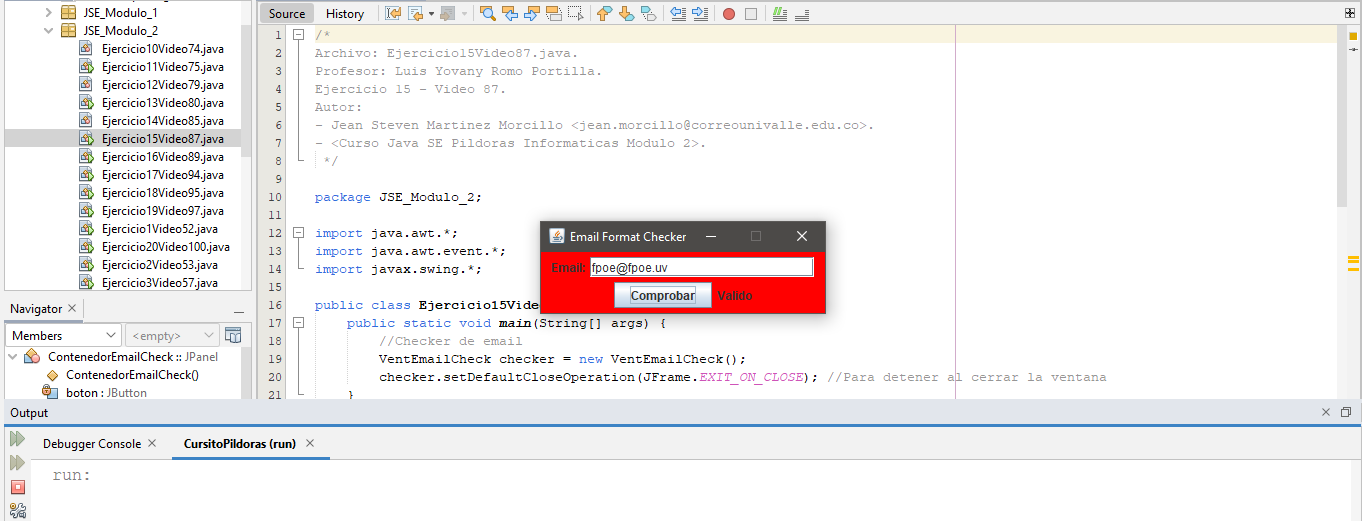 JSE_Modulo_1
JSE_Modulo_2
Ejercicio10Video74.java
Ejercicio11Video75.java
Ejercicio12Video79.java
Ejercicio13Video80.java
Ejercicio14Video85.java
Ejercicio15Video87.java
Ejercicio16Video89.java
Ejercicio17Video94.java
Ejercicio18Video95.java
Ejercicio19Video97.java
Ejercicio1Video52.java
Ejercicio20Video100.java
Ejercicio2Video53.java
Ejercicio3Video57.java
Navigator
Members
<empty>
ContenedorEmailCheck :: JPanel
ContenedorEmailCheck()
boton : JButton
Source History
1 /*
2 Archivo: Ejercicio15Video87.java.
3 Profesor: Luis Yovany Romo Portilla.
4 Ejercicio 15 - Video 87.
5 Autor:
6 - Jean Steven Martinez Morcillo <jean.morcillo@correounivalle.edu.co>.
7 - <Curso Java SE Pildoras Informaticas Modulo 2>.
8 */
9
10 package JSE_Modulo_2;
11
12 import java.awt.*;
13 import java.awt.event.*;
14 import javax.swing.*;
15
16 public class Ejercicio15Vide
17 public static void main(String[] args) {
18 //Checker de email
19 VentEmailCheck checker = new VentEmailCheck();
20 checker.setDefaultCloseOperation(JFrame.EXIT_ON_CLOSE); //Para detener al cerrar la ventana
21 }
Email Format Checker
Email: fpoe@fpoe.uv
Comprobar Valido
Output
Debugger Console CursitoPildoras (run)
run: